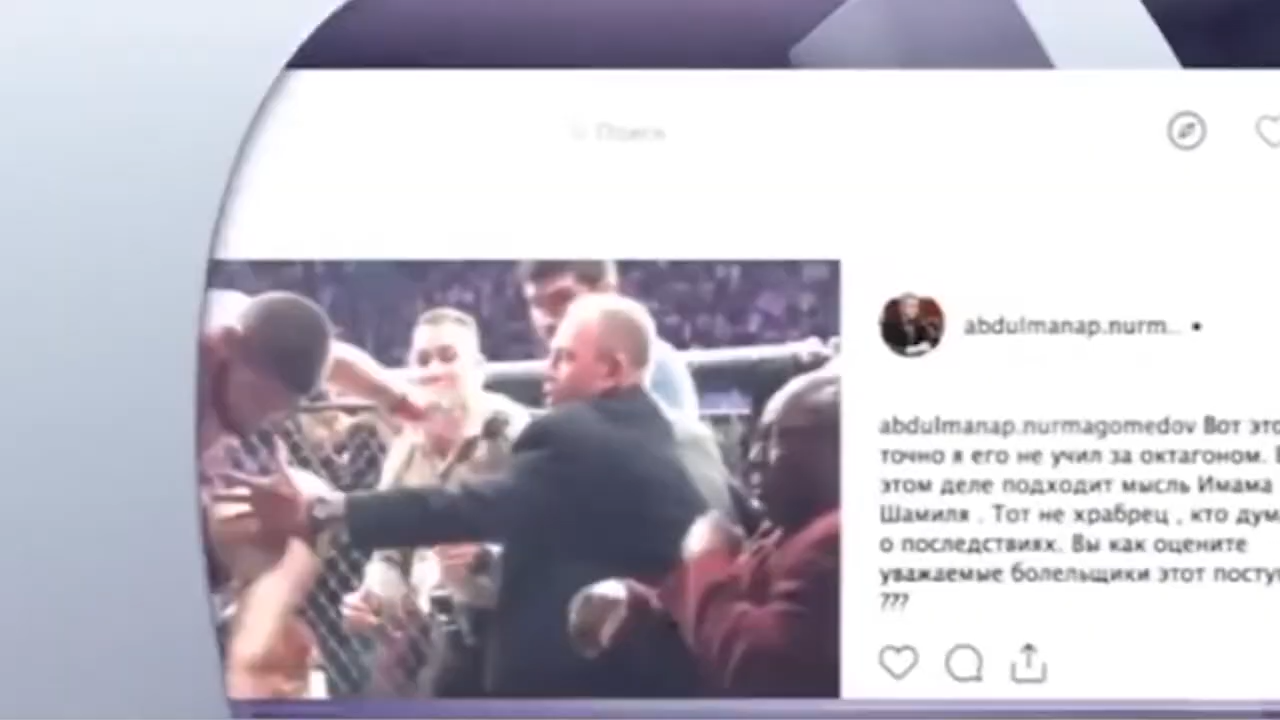 Поиск
abdulmanap.nurm...
abdulmanap.nurmagomedov Вот это
точно я его не учил за октагоном. В
этом деле подходит мысль Имама
Шамиля . Тот не храбрец , кто дум
о последствиях. Вы как оцените
уважаемые болельщики этот посту
???